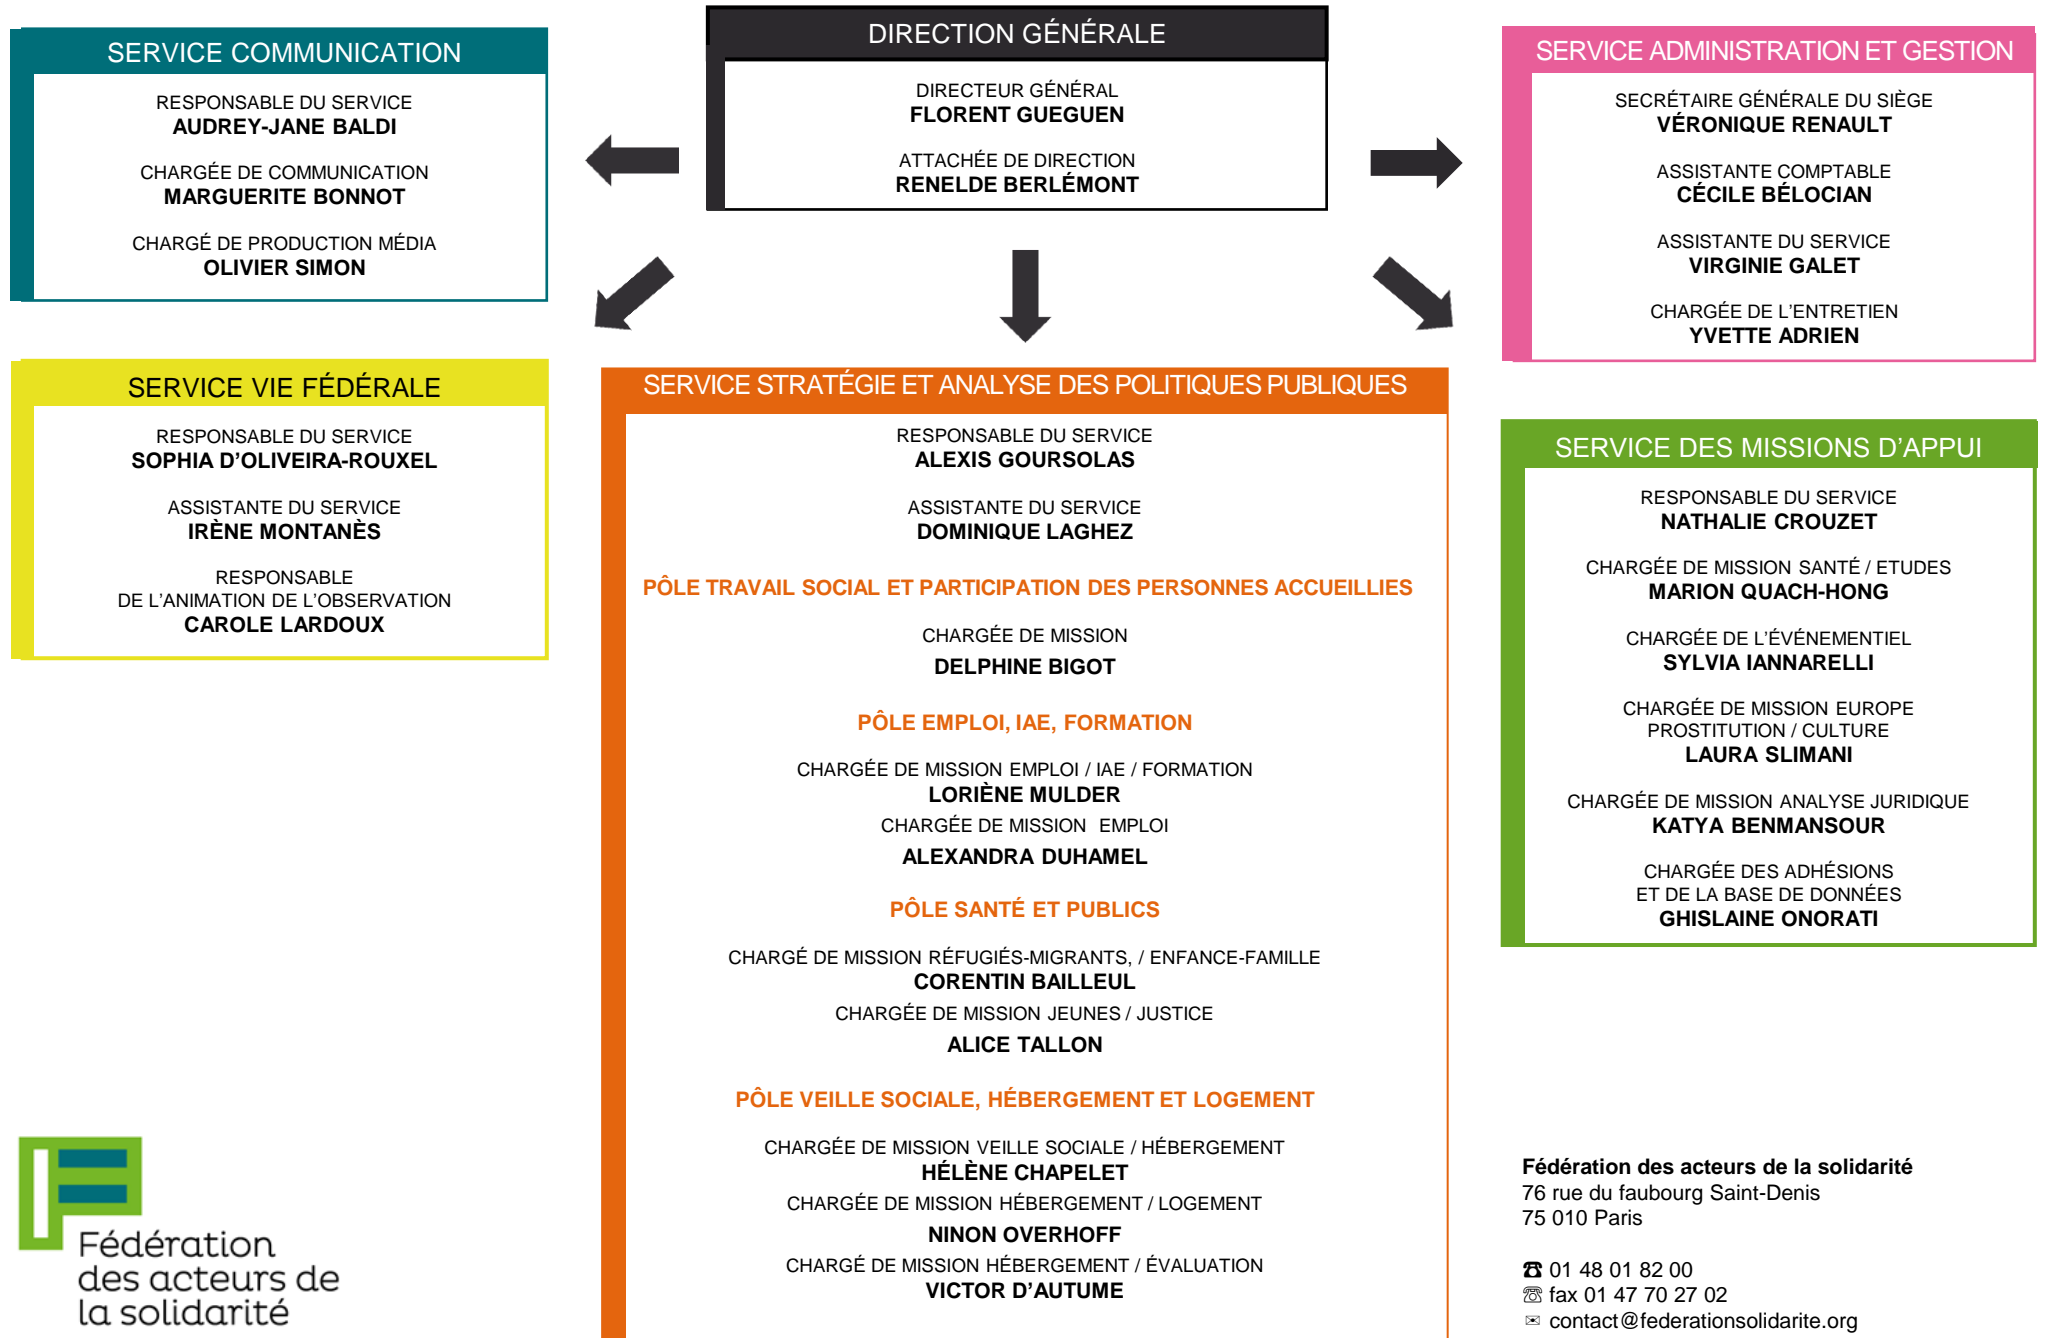 SERVICE COMMUNICATION
RESPONSABLE DU SERVICE
AUDREY-JANE BALDI
CHARGÉE DE COMMUNICATION
MARGUERITE BONNOT
CHARGÉ DE PRODUCTION MÉDIA
OLIVIER SIMON
DIRECTION GÉNÉRALE
DIRECTEUR GÉNÉRAL
FLORENT GUEGUEN
ATTACHÉE DE DIRECTION
RENELDE BERLÉMONT
SERVICE ADMINISTRATION ET GESTION
SECRÉTAIRE GÉNÉRALE DU SIÈGE
VÉRONIQUE RENAULT
ASSISTANTE COMPTABLE
CÉCILE BÉLOCIAN
ASSISTANTE DU SERVICE
VIRGINIE GALET
CHARGÉE DE L'ENTRETIEN
YVETTE ADRIEN
SERVICE VIE FÉDÉRALE
RESPONSABLE DU SERVICE
SOPHIA D'OLIVEIRA-ROUXEL
ASSISTANTE DU SERVICE
IRÈNE MONTANÈS
RESPONSABLE
DE L'ANIMATION DE L'OBSERVATION
CAROLE LARDOUX
SERVICE STRATÉGIE ET ANALYSE DES POLITIQUES PUBLIQUES
RESPONSABLE DU SERVICE
ALEXIS GOURSOLAS
ASSISTANTE DU SERVICE
DOMINIQUE LAGHEZ
PÔLE TRAVAIL SOCIAL ET PARTICIPATION DES PERSONNES ACCUEILLIES
CHARGÉE DE MISSION
DELPHINE BIGOT
PÔLE EMPLOI, IAE, FORMATION
CHARGÉE DE MISSION EMPLOI / IAE / FORMATION
LORIÈNE MULDER
CHARGÉE DE MISSION EMPLOI
ALEXANDRA DUHAMEL
PÔLE SANTÉ ET PUBLICS
CHARGÉ DE MISSION RÉFUGIÉS-MIGRANTS, / ENFANCE-FAMILLE
CORENTIN BAILLEUL
CHARGÉE DE MISSION JEUNES / JUSTICE
ALICE TALLON
PÔLE VEILLE SOCIALE, HÉBERGEMENT ET LOGEMENT
CHARGÉE DE MISSION VEILLE SOCIALE / HÉBERGEMENT
HÉLÈNE CHAPELET
CHARGÉE DE MISSION HÉBERGEMENT / LOGEMENT
NINON OVERHOFF
CHARGÉ DE MISSION HÉBERGEMENT / ÉVALUATION
VICTOR D'AUTUME
SERVICE DES MISSIONS D'APPUI
RESPONSABLE DU SERVICE
NATHALIE CROUZET
CHARGÉE DE MISSION SANTÉ / ETUDES
MARION QUACH-HONG
CHARGÉE DE L'ÉVÉNEMENTIEL
SYLVIA IANNARELLI
CHARGÉE DE MISSION EUROPE
PROSTITUTION / CULTURE
LAURA SLIMANI
CHARGÉE DE MISSION ANALYSE JURIDIQUE
KATYA BENMANSOUR
CHARGÉE DES ADHÉSIONS
ET DE LA BASE DE DONNÉES
GHISLAINE ONORATI
Fédération
des acteurs de
la solidarité
Fédération des acteurs de la solidarité
76 rue du faubourg Saint-Denis
75 010 Paris
☎ 01 48 01 82 00
☏ fax 01 47 70 27 02
✉ contact@federationsolidarite.org